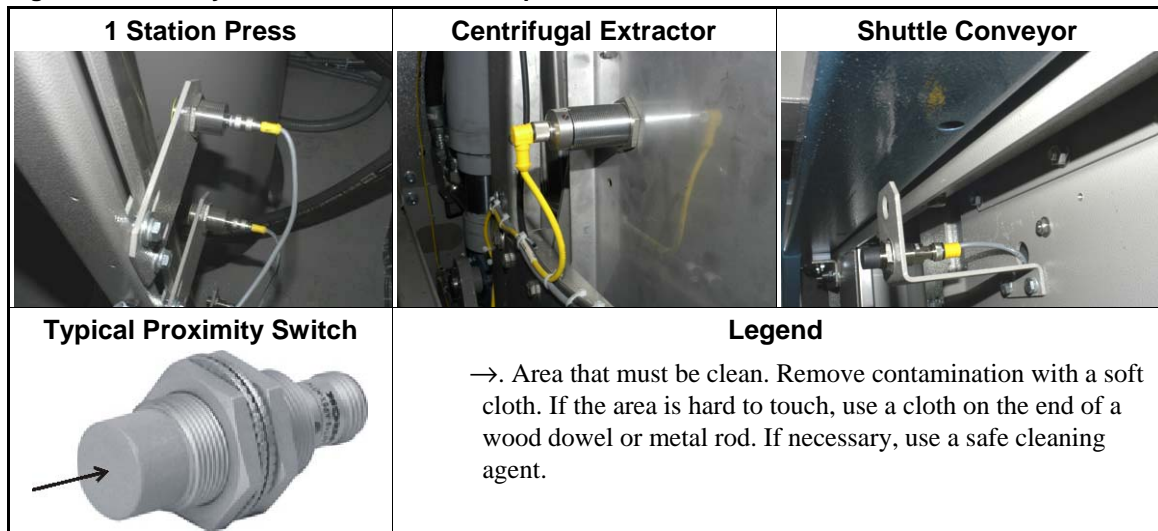 1 Station Press
Centrifugal Extractor
Shuttle Conveyor
Typical Proximity Switch
Legend
→. Area that must be clean. Remove contamination with a soft
cloth. If the area is hard to touch, use a cloth on the end of a
wood dowel or metal rod. If necessary, use a safe cleaning
agent.